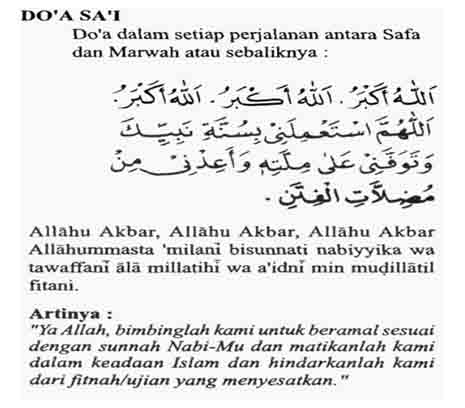 DO'A SA'I
Do'a dalam setiap perjalanan antara Safa
dan Marwah atau sebaliknya :
اَللهُ أَكْبَرُ. اَللهُ أَكْبَرُ. اَللهُ أَكْبَرُ.
اَللّٰهُمَّ اسْتَعْمِلْنِيْ بِسُنَّةِ نَبِيِّكَ
وَتَوَفَّنِيْ عَلَى مِلَّتِهِ وَأَعِذْنِيْ مِنْ
مُضِلَّاتِ الْفِتَنِ.
Allāhu Akbar, Allāhu Akbar, Allāhu Akbar
Allāhummasta 'milanī bisunnati nabiyyika wa
tawaffanī ālā millatihī wa a'idnī min muḍillātil
fitani.
Artinya :
"Ya Allah, bimbinglah kami untuk beramal sesuai
dengan sunnah Nabi-Mu dan matikanlah kami
dalam keadaan Islam dan hindarkanlah kami
dari fitnah/ujian yang menyesatkan."